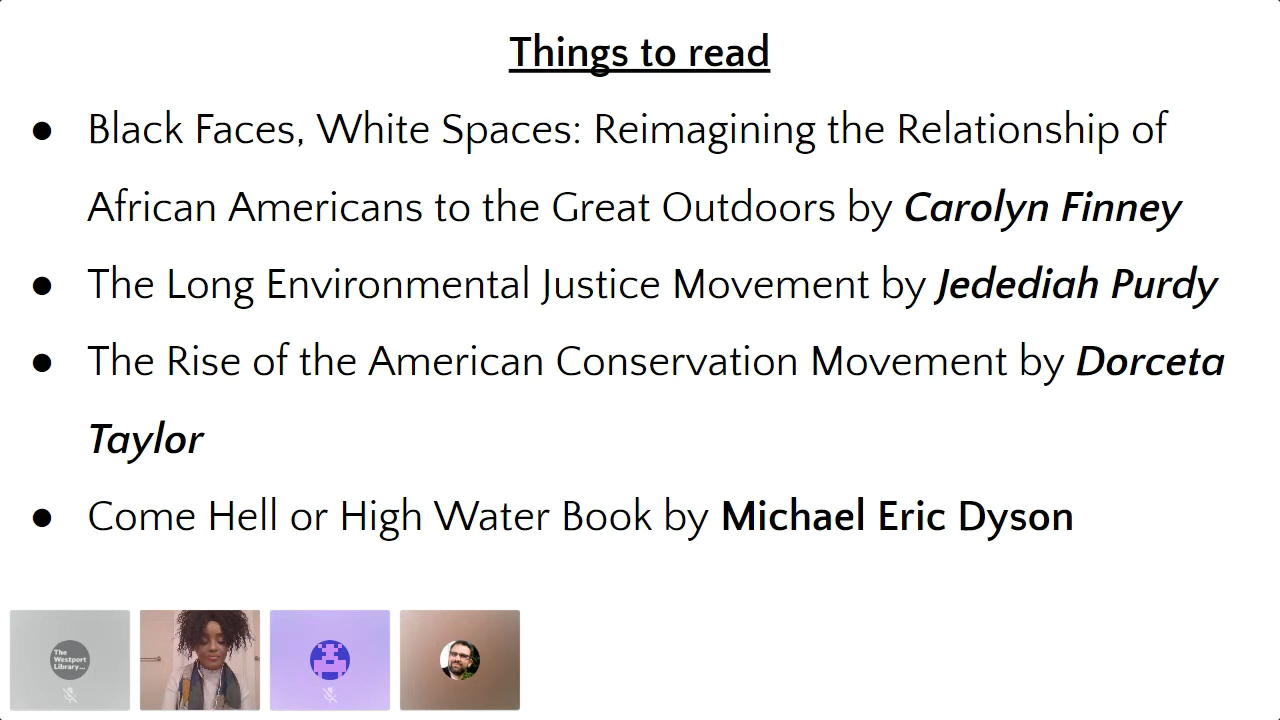 Things to read
● Black Faces, White Spaces: Reimagining the Relationship of
African Americans to the Great Outdoors by Carolyn Finney
● The Long Environmental Justice Movement by Jedediah Purdy
● The Rise of the American Conservation Movement by Dorceta
Taylor
● Come Hell or High Water Book by Michael Eric Dyson
The
Westport
Library...